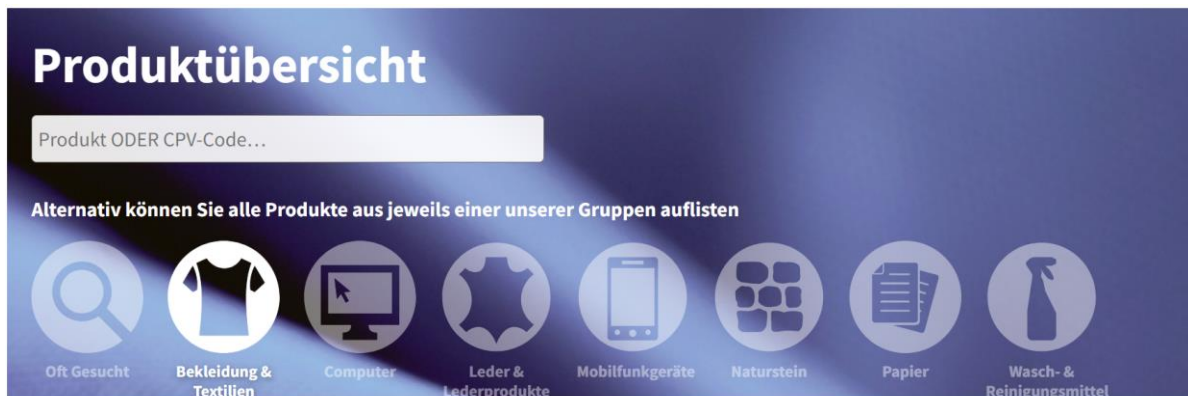 Produktübersicht
Produkt ODER CPV-Code...
Alternativ können Sie alle Produkte aus jeweils einer unserer Gruppen auflisten
Oft Gesucht
Bekleidung &
Textilien
Computer
Leder &
Lederprodukte
Mobilfunkgeräte
Naturstein
Papier
Wasch- &
Reinigungsmittel